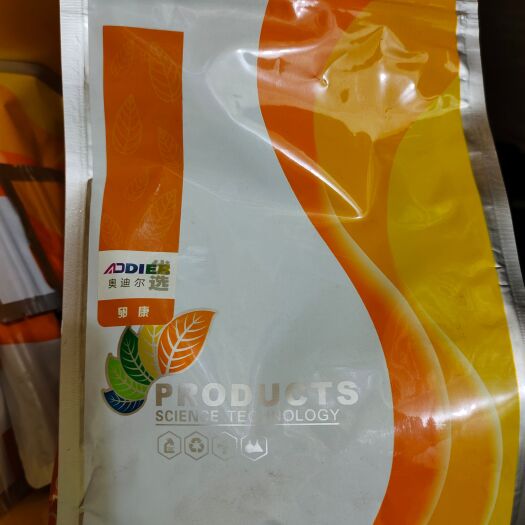 ADDIER
优选
奥迪尔
卵康
PRODUCTS
SCIENCE TECHNOLOGY